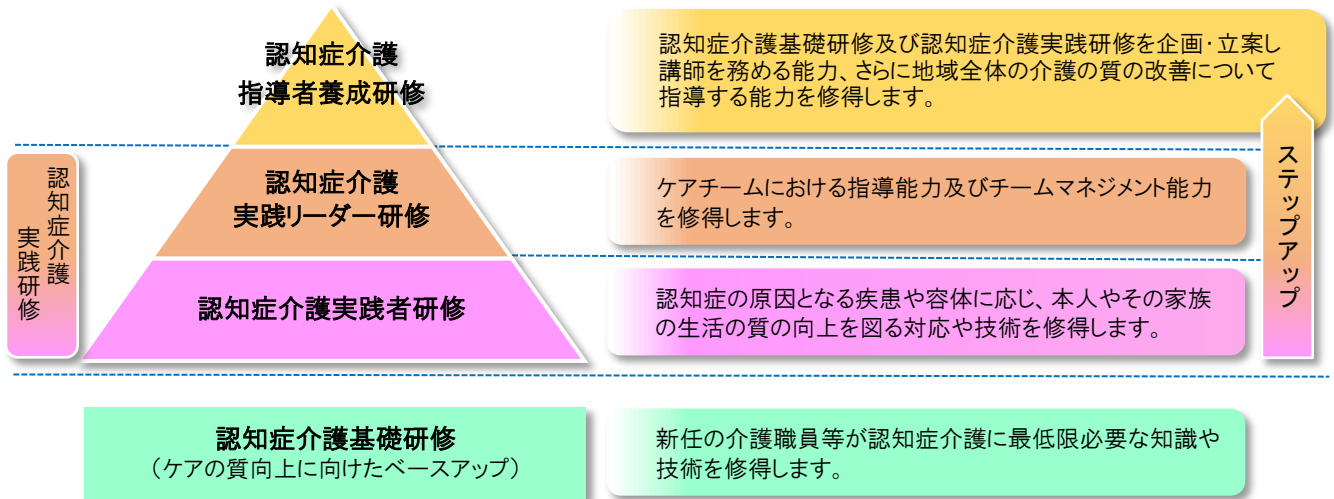 認知症介護
指導者養成研修
認知症介護基礎研修及び認知症介護実践研修を企画・立案し
講師を務める能力、さらに地域全体の介護の質の改善について
指導する能力を修得します。
ステップアップ
認知症介護
実践研修
認知症介護
実践リーダー研修
ケアチームにおける指導能力及びチームマネジメント能力
を修得します。
認知症介護実践者研修
認知症の原因となる疾患や容体に応じ、本人やその家族
の生活の質の向上を図る対応や技術を修得します。
認知症介護基礎研修
（ケアの質向上に向けたベースアップ）
新任の介護職員等が認知症介護に最低限必要な知識や
技術を修得します。